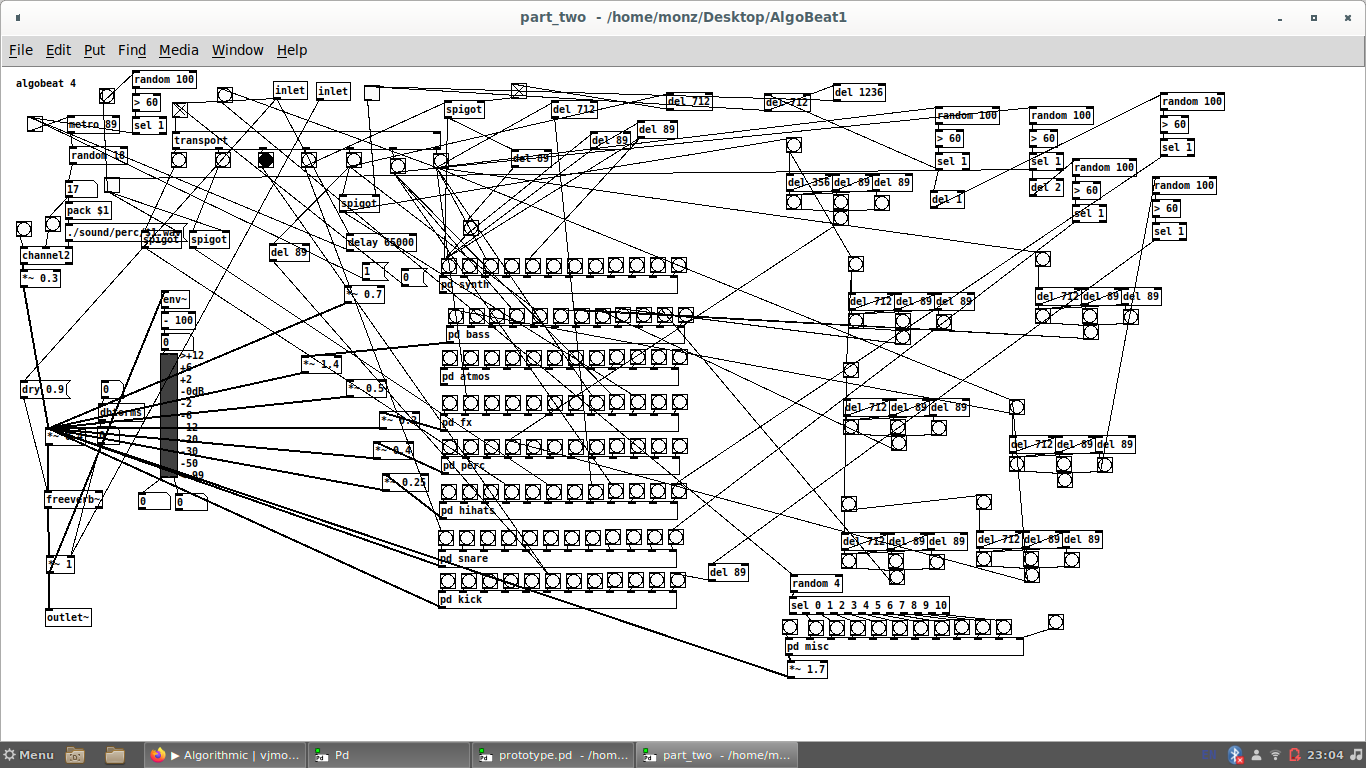 part_two - /home/monz/Desktop/AlgoBeat1
File Edit Put Find Media Window Help
algobeat 4
random 100
> 60
sel 1
inlet
inlet
spigot
del 712
del 712
del 712
del 1236
metro 89
random 18
transport
del 89
del 89
del 89
random 100
> 60
sel 1
del 1
random 100
> 60
sel 1
del 2
random 100
> 60
sel 1
random 100
> 60
sel 1
random 100
> 60
sel 1
17
pack $1
./sound/perc/$1.wav
channel2
*~ 0.3
spigot
spigot
spigot
del 89
delay 65000
1
0
*~ 0.7
del 356 del 89 del 89
env~
- 100
0
>+12
+6
+2
-0dB
-2
-6
-12
-20
-30
-50
-99
dry 0.9
0
dbtorms
freeverb~
0
0
*~ 1
outlet~
*~ 1.4
*~ 0.5
*~ 0.4
*~ 0.25
pd synth
pd bass
pd atmos
pd fx
pd perc
pd hihats
pd snare
pd kick
del 712 del 89 del 89
del 712 del 89 del 89
del 712 del 89 del 89
del 712 del 89 del 89
del 712 del 89 del 89
del 712 del 89 del 89
del 89
random 4
sel 0 1 2 3 4 5 6 7 8 9 10
pd misc
*~ 1.7
Menu
▶ Algorithmic | vjmo...
Pd
prototype.pd - /hom...
part_two - /home/m...
23:04